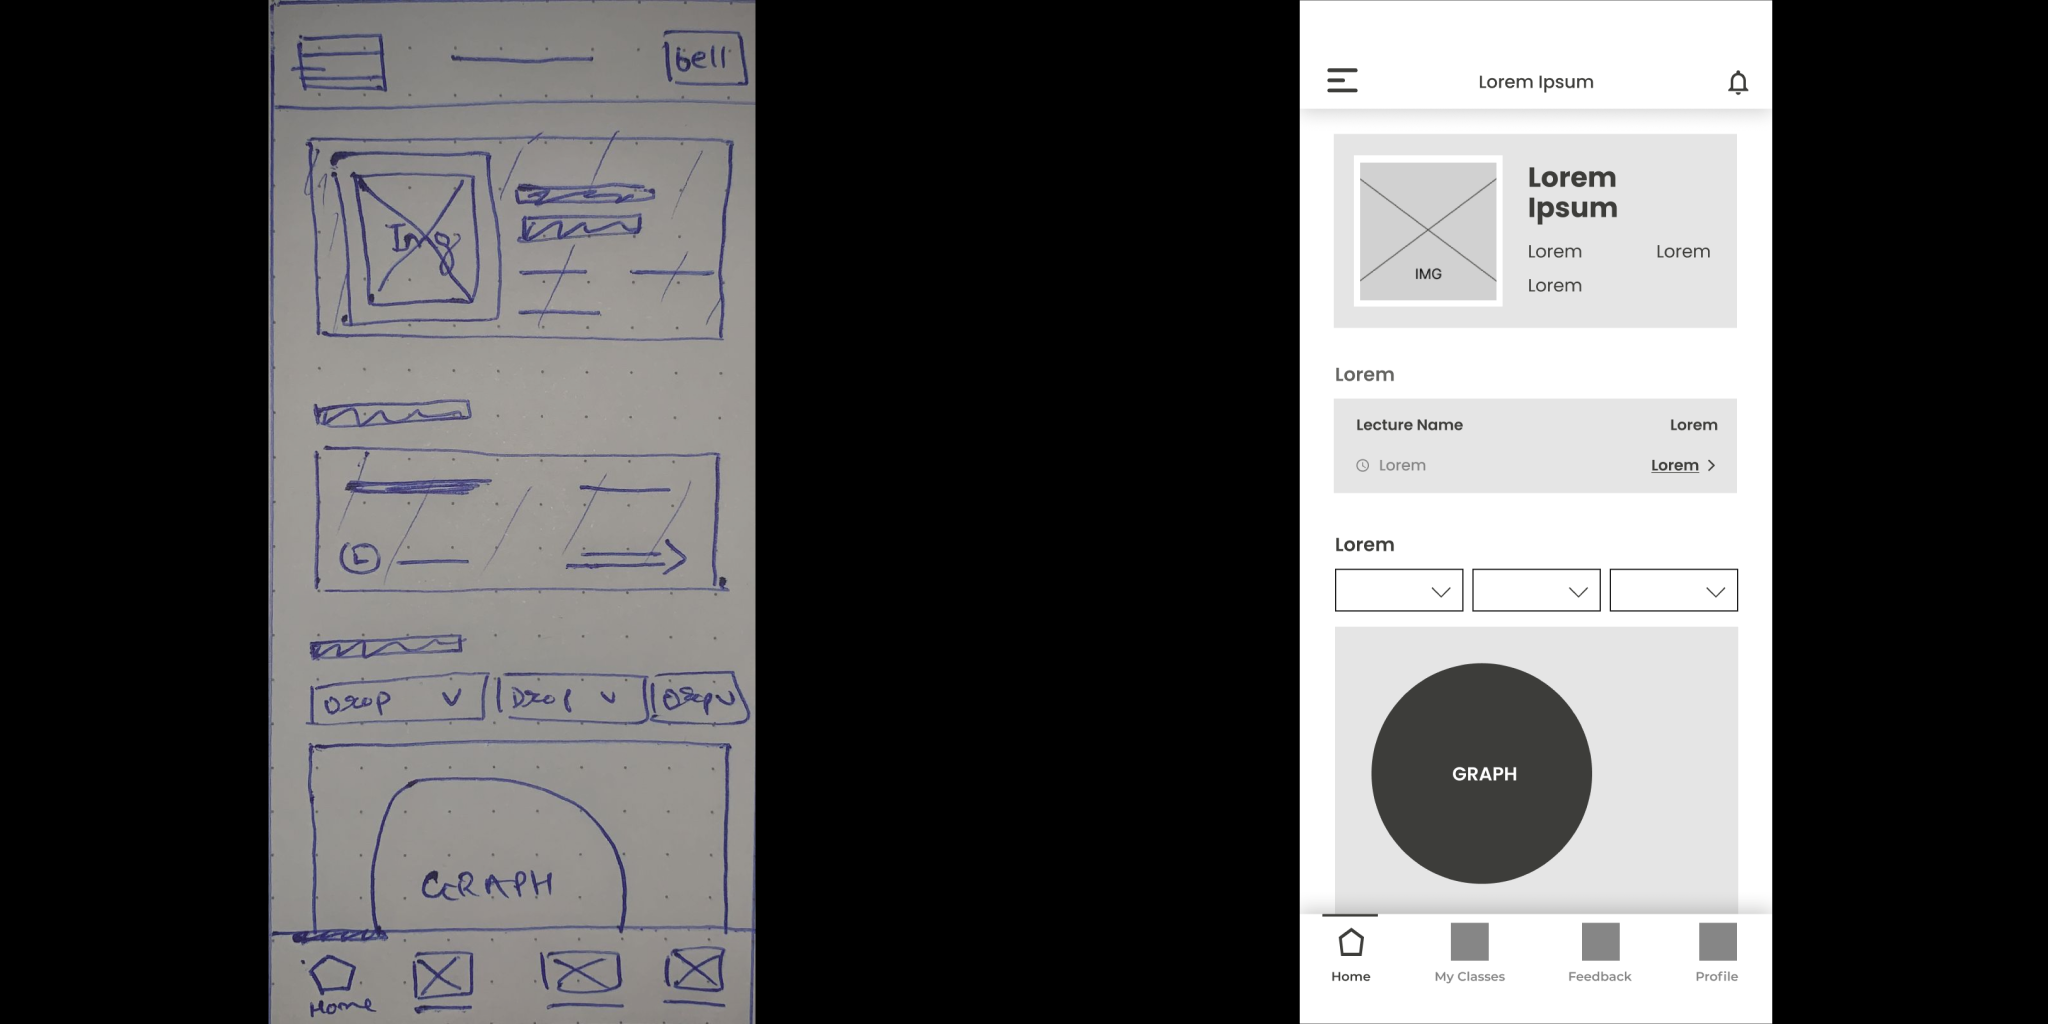 bell
Img
Drop
Drop
Drop
GRAPH
Home
Lorem Ipsum
Lorem
Ipsum
Lorem Lorem
Lorem
IMG
Lorem
Lecture Name Lorem
Lorem Lorem
Lorem
GRAPH
Home My Classes Feedback Profile